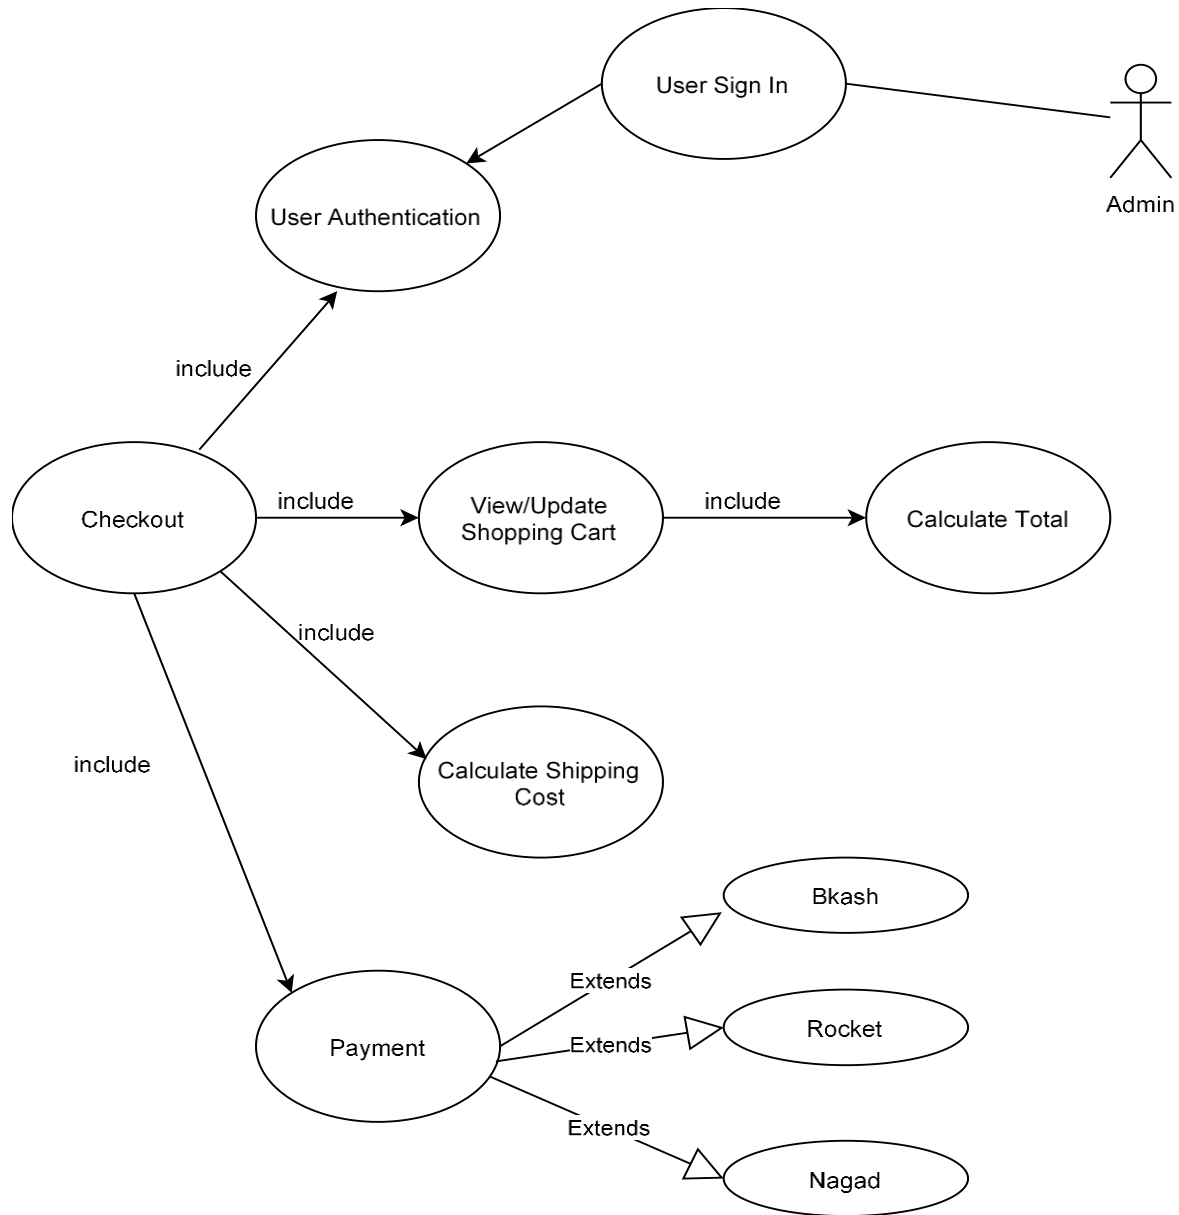 User Sign In
Admin
User Authentication
include
Checkout
include
View/Update
Shopping Cart
include
Calculate Total
include
include
Calculate Shipping
Cost
Bkash
Extends
Rocket
Extends
Payment
Extends
Nagad